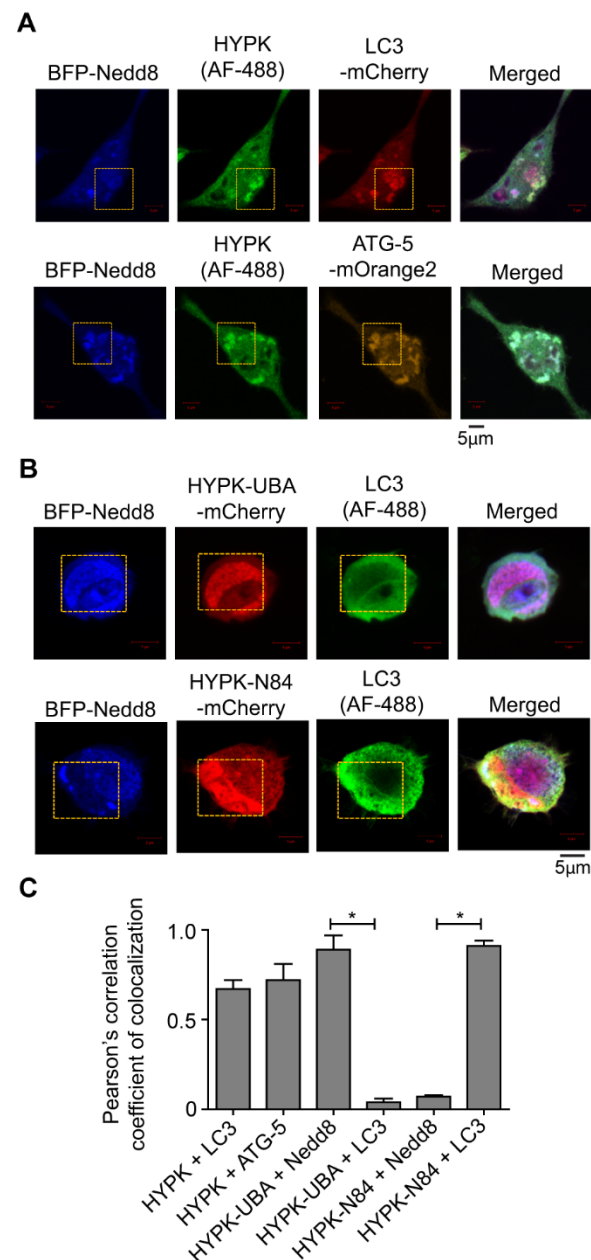 A
BFP-Nedd8
HYPK
(AF-488)
LC3
-mCherry
Merged
BFP-Nedd8
HYPK
(AF-488)
ATG-5
-mOrange2
Merged
5μm
B
BFP-Nedd8
HYPK-UBA
-mCherry
LC3
(AF-488)
Merged
BFP-Nedd8
HYPK-N84
-mCherry
LC3
(AF-488)
Merged
5μm
C
Pearson's correlation
coefficient of colocalization
1.0
0.5
0
*
*
HYPK + LC3
HYPK + ATG-5
HYPK-UBA + Nedd8
HYPK-UBA + LC3
HYPK-N84 + Nedd8
HYPK-N84 + LC3